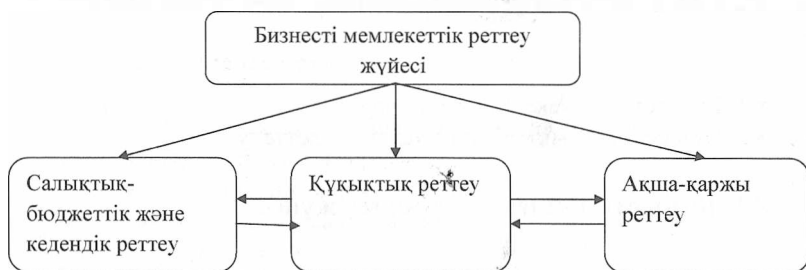 Бизнесті мемлекеттік реттеу
жүйесі
Салықтық-
бюджеттік және
кедендік реттеу
Құқықтық реттеу
Ақша-қаржы
реттеу